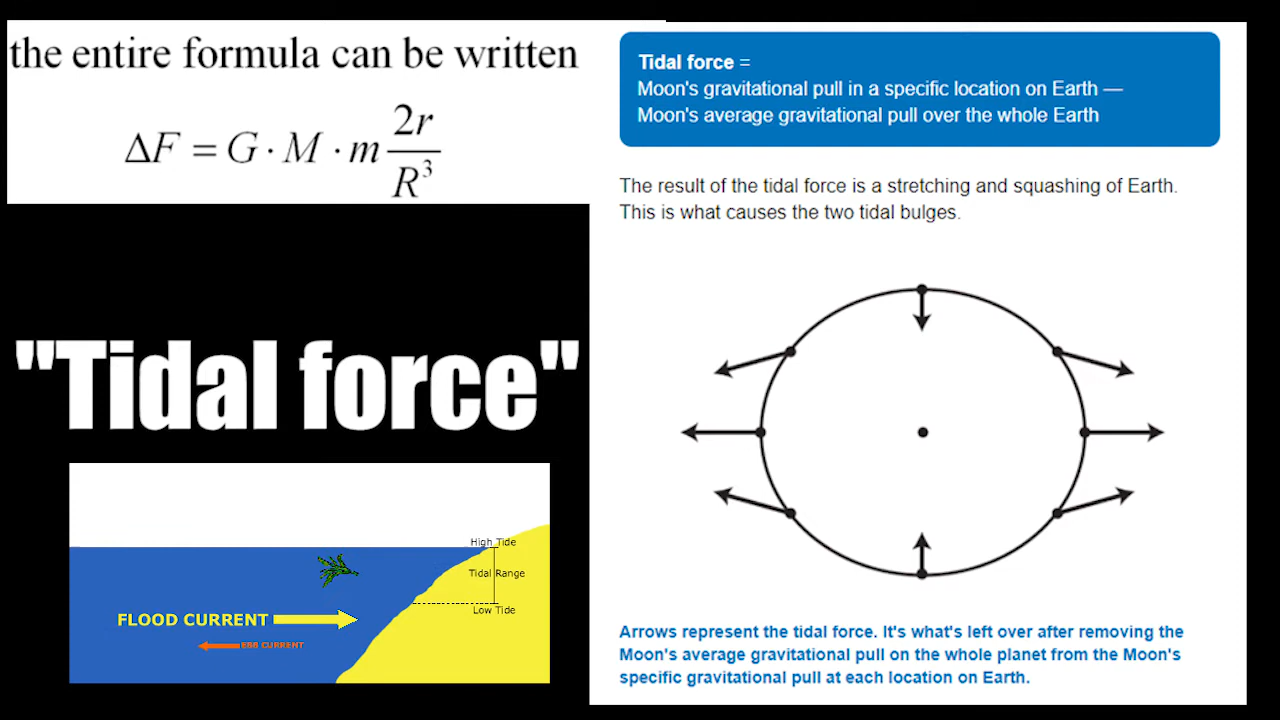 the entire formula can be written
ΔF = G · M · m 2r/R³
"Tidal force"
High Tide
Tidal Range
Low Tide
FLOOD CURRENT
EBB CURRENT
Tidal force =
Moon's gravitational pull in a specific location on Earth —
Moon's average gravitational pull over the whole Earth
The result of the tidal force is a stretching and squashing of Earth.
This is what causes the two tidal bulges.
Arrows represent the tidal force. It's what's left over after removing the
Moon's average gravitational pull on the whole planet from the Moon's
specific gravitational pull at each location on Earth.